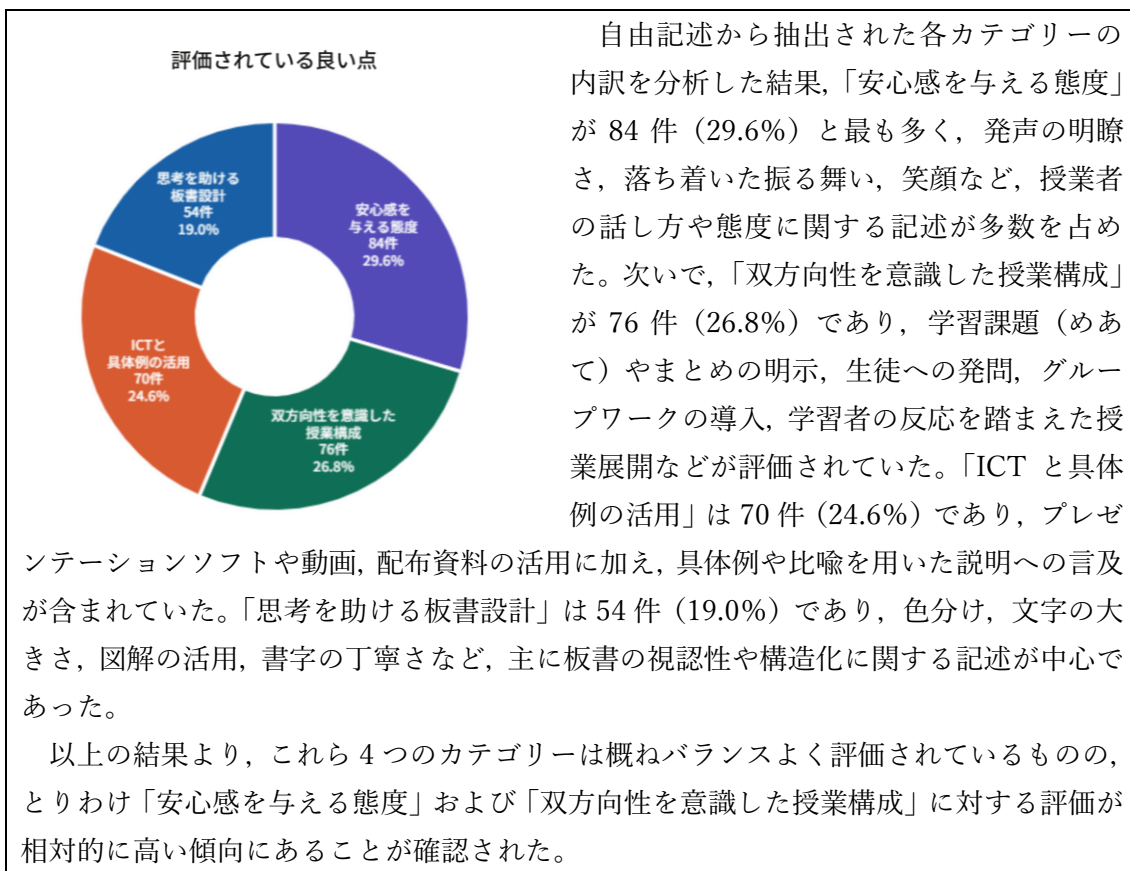 評価されている良い点
思考を助ける
板書設計
54件
19.0%
安心感を
与える態度
84件
29.6%
ICTと
具体例の活用
70件
24.6%
双方向性を意識した
授業構成
76件
26.8%
自由記述から抽出された各カテゴリーの
内訳を分析した結果,「安心感を与える態度」
が 84 件（29.6%）と最も多く，発声の明瞭
さ，落ち着いた振る舞い，笑顔など，授業者
の話し方や態度に関する記述が多数を占め
た。次いで,「双方向性を意識した授業構成」
が 76 件（26.8%）であり，学習課題（めあ
て）やまとめの明示，生徒への発問，グルー
プワークの導入，学習者の反応を踏まえた授
業展開などが評価されていた。「ICT と具体
例の活用」は 70 件（24.6%）であり，プレゼ
ンテーションソフトや動画, 配布資料の活用に加え, 具体例や比喩を用いた説明への言及
が含まれていた。「思考を助ける板書設計」は 54 件（19.0%）であり，色分け，文字の大
きさ, 図解の活用, 書字の丁寧さなど, 主に板書の視認性や構造化に関する記述が中心で
あった。
以上の結果より，これら 4 つのカテゴリーは概ねバランスよく評価されているものの，
とりわけ「安心感を与える態度」および「双方向性を意識した授業構成」に対する評価が
相対的に高い傾向にあることが確認された。